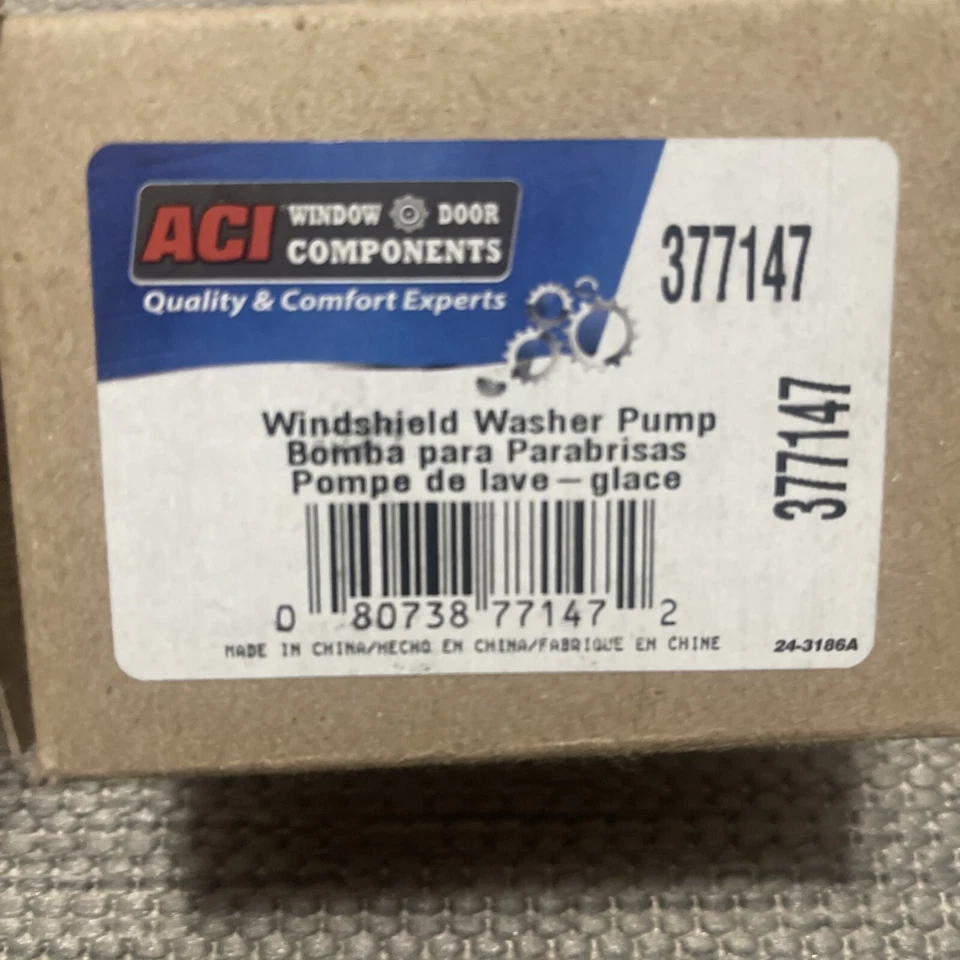 ACI WINDOW DOOR
COMPONENTS
Quality & Comfort Experts
377147
377147
Windshield Washer Pump
Bomba para Parabrisas
Pompe de lave-glace
0 80738 77147 2
MADE IN CHINA/HECHO EN CHINA/FABRIQUE EN CHINE
24-3186A